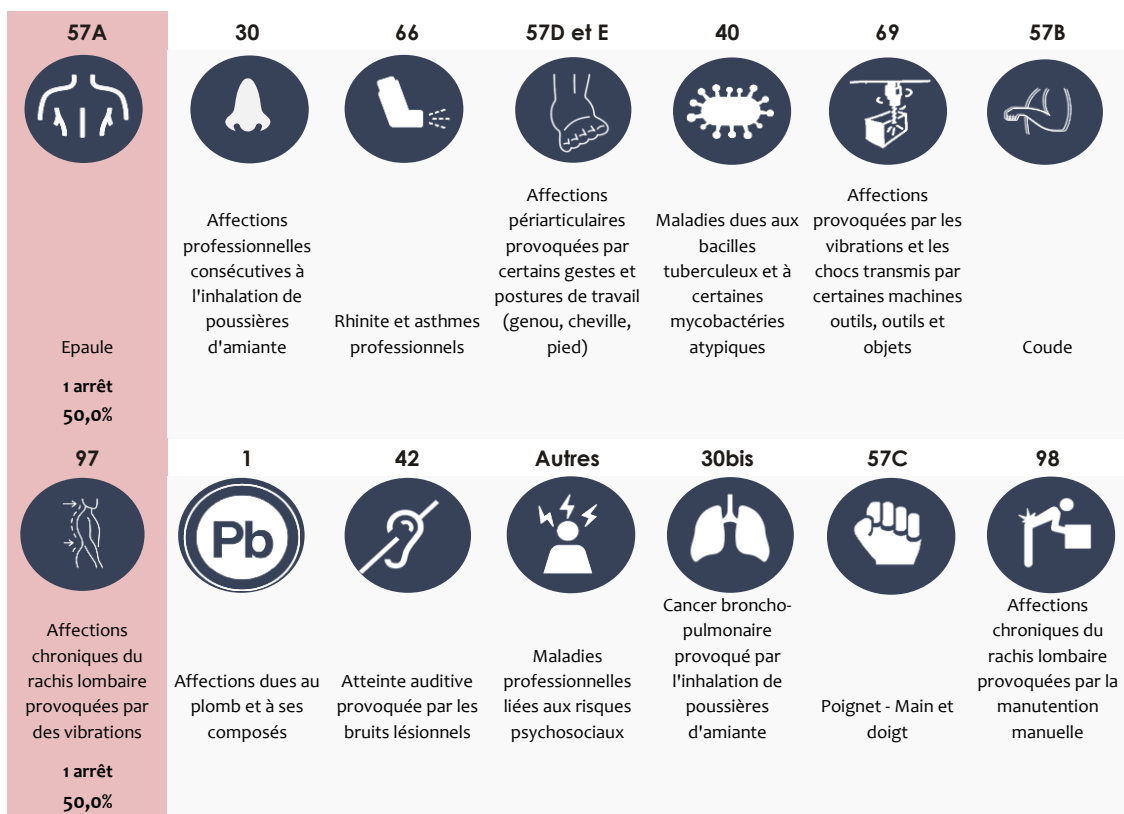 57A
30
66
57D et E
40
69
57B
Epaule
1 arrêt
50,0%
Affections
professionnelles
consécutives à
l'inhalation de
poussières
d'amiante
Rhinite et asthmes
professionnels
Affections
périarticulaires
provoquées par
certains gestes et
postures de travail
(genou, cheville,
pied)
Maladies dues aux
bacilles
tuberculeux et à
certaines
mycobactéries
atypiques
Affections
provoquées par les
vibrations et les
chocs transmis par
certaines machines
outils, outils et
objets
Coude
97
1
42
Autres
30bis
57C
98
Pb
Affections
chroniques du
rachis lombaire
provoquées par
des vibrations
1 arrêt
50,0%
Affections dues au
plomb et à ses
composés
Atteinte auditive
provoquée par les
bruits lésionnels
Maladies
professionnelles
liées aux risques
psychosociaux
Cancer broncho-
pulmonaire
provoqué par
l'inhalation de
poussières
d'amiante
Poignet - Main et
doigt
Affections
chroniques du
rachis lombaire
provoquées par la
manutention
manuelle